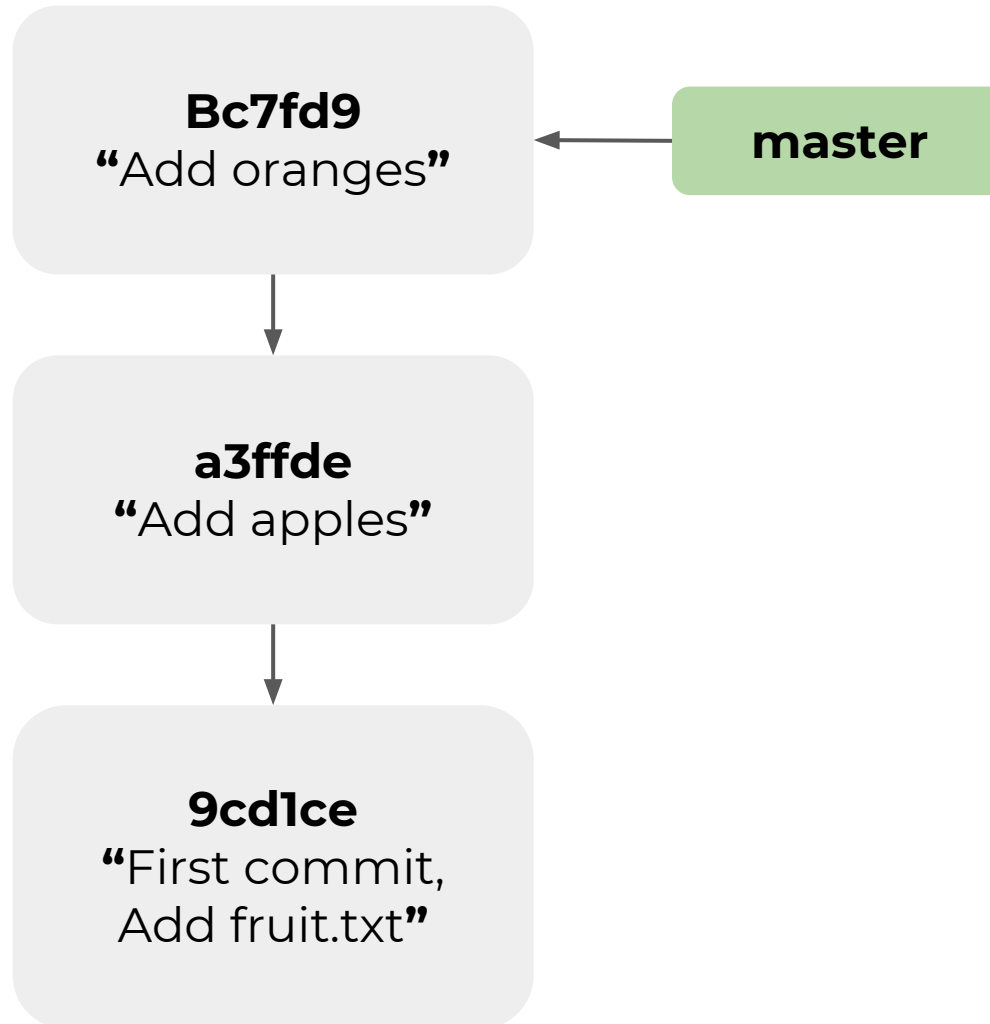 Bc7fd9
“Add oranges”
master
a3ffde
“Add apples”
9cd1ce
“First commit,
Add fruit.txt”